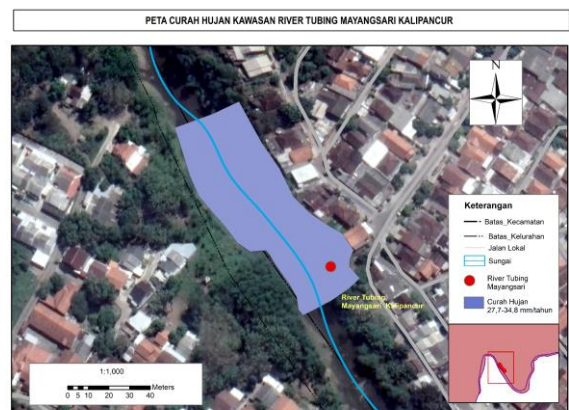 PETA CURAH HUJAN KAWASAN RIVER TUBING MAYANGSARI KALIPANCUR
N
Keterangan
Batas_Kecamatan
Batas_Kelurahan
Jalan Lokal
Sungai
River Tubing
Mayangsari
Curah Hujan
27,7-34,8 mm/tahun
River Tubing
Mayangsari Kalipancur
1:1,000
Meters
0 5 10 20 30 40